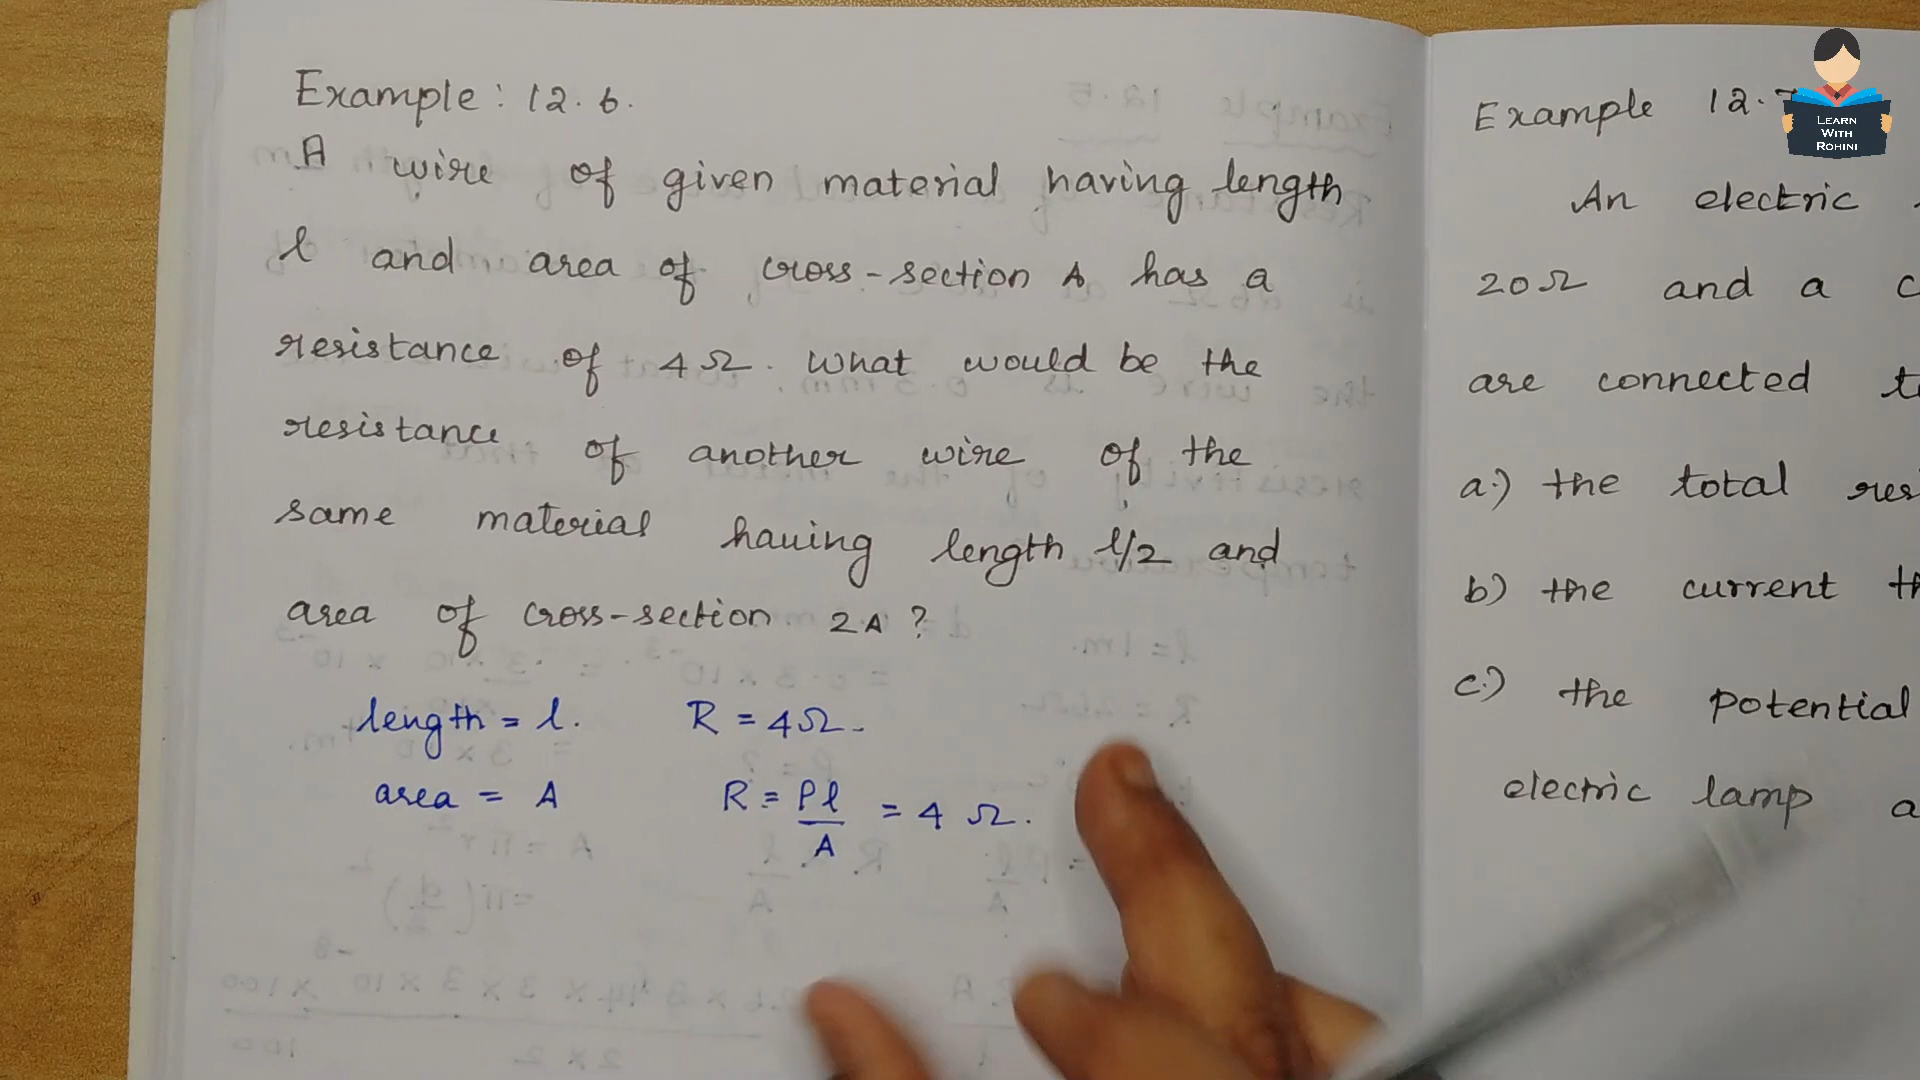 Example: 12.6.
A wire of given material having length
l and area of cross-section A has a
resistance of 4Ω. What would be the
resistance of another wire of the
same material having length l/2 and
area of cross-section 2A?
length = l. R = 4Ω.
area = A R = ρl/A = 4 Ω.
Example 12.
An electric
20Ω and a
are connected
a.) the total
b) the current
c.) the potential
electric lamp
LEARN
WITH
ROHINI